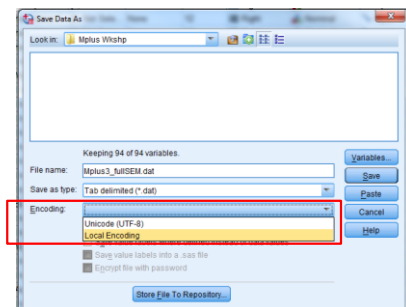 Save Data As
Look in: Mplus Wkshp
Keeping 94 of 94 variables.
Variables...
File name: Mplus3_fullSEM.dat
Save
Save as type: Tab delimited (*.dat)
Paste
Encoding:
Cancel
Unicode (UTF-8)
Help
Local Encoding
Save value labels into a .sas file
Encrypt file with password
Store File To Repository...